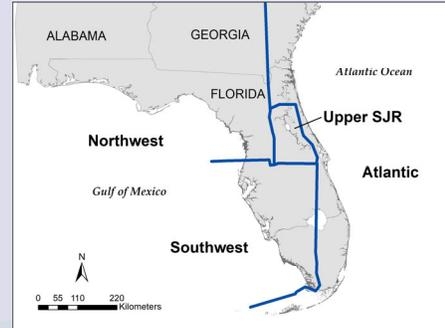 ALABAMA
GEORGIA
Atlantic Ocean
FLORIDA
Upper SJR
Northwest
Atlantic
Gulf of Mexico
Southwest
N
0 55 110 220
Kilometers